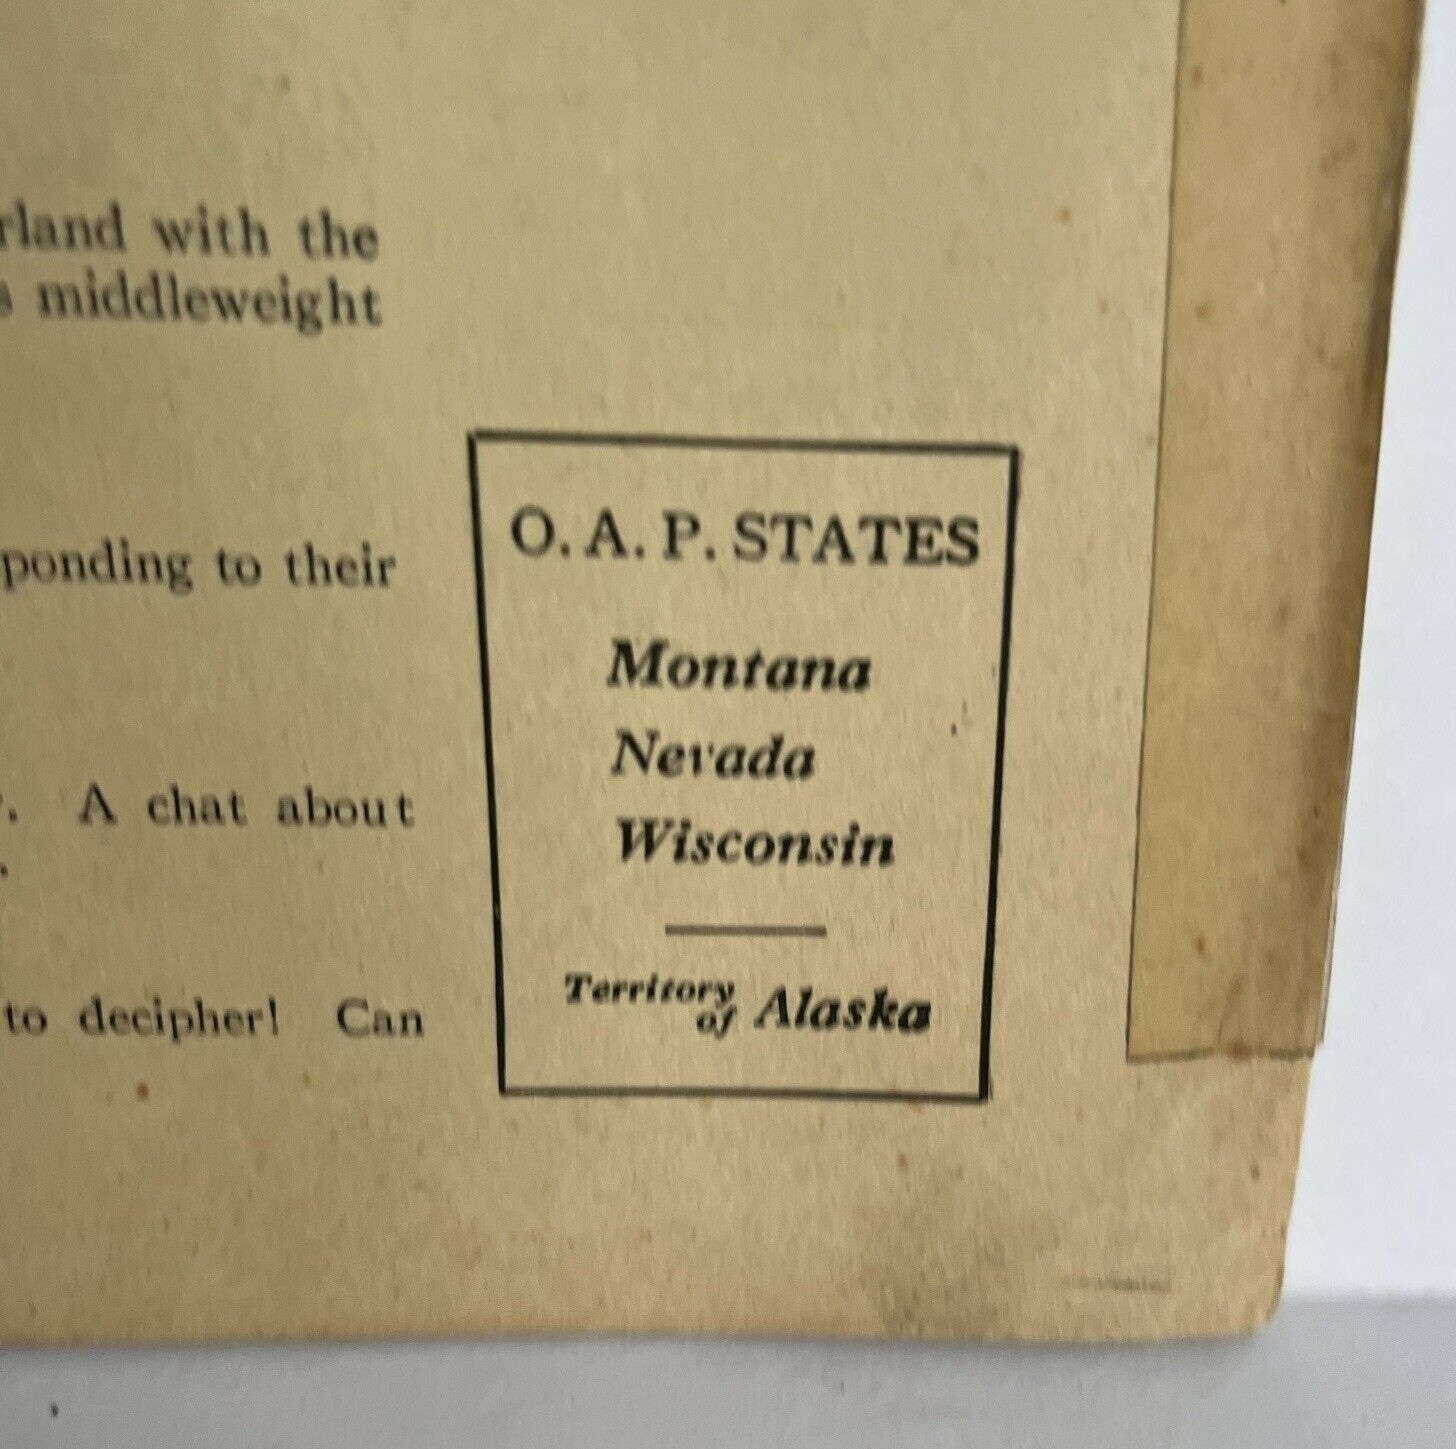 rland with the
s middleweight
ponding to their
. A chat about
.
to decipher! Can
O. A. P. STATES
Montana
Nevada
Wisconsin
Territory of Alaska